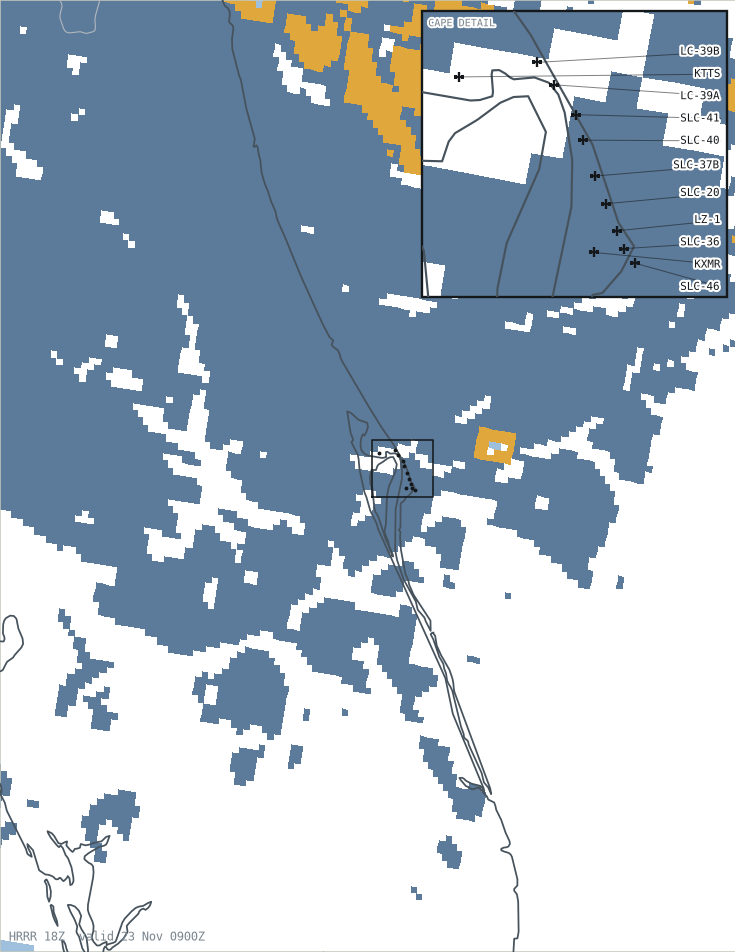 CAPE DETAIL
LC-39B
KTTS
LC-39A
SLC-41
SLC-40
SLC-37B
SLC-20
LZ-1
SLC-36
KXMR
SLC-46
HRRR 18Z  valid 23 Nov 0900Z